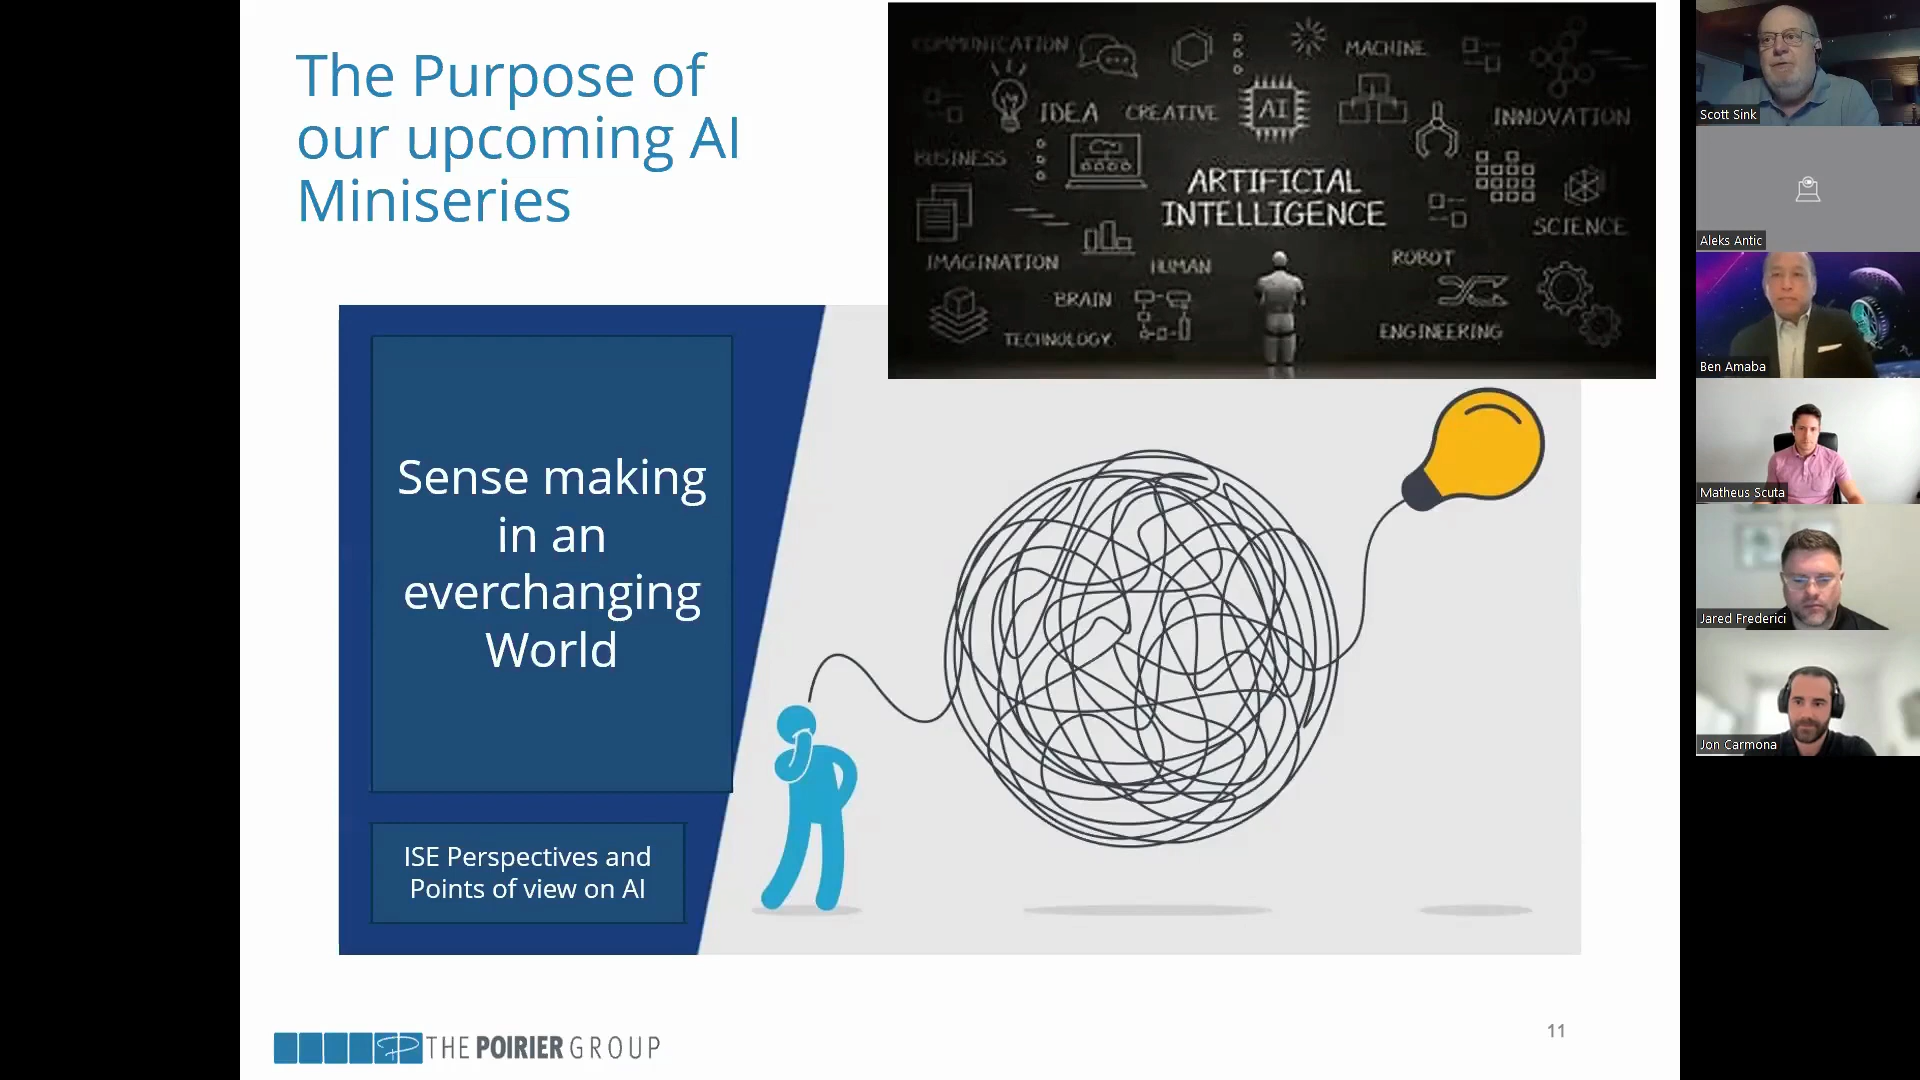 The Purpose of
our upcoming AI
Miniseries
COMMUNICATION
MACHINE
IDEA
CREATIVE
AI
INNOVATION
BUSINESS
ARTIFICIAL
INTELLIGENCE
SCIENCE
IMAGINATION
HUMAN
ROBOT
BRAIN
TECHNOLOGY
ENGINEERING
Sense making
in an
everchanging
World
ISE Perspectives and
Points of view on AI
THE POIRIER GROUP
11
Scott Sink
Aleks Antic
Ben Amaba
Matheus Scuta
Jared Frederici
Jon Carmona